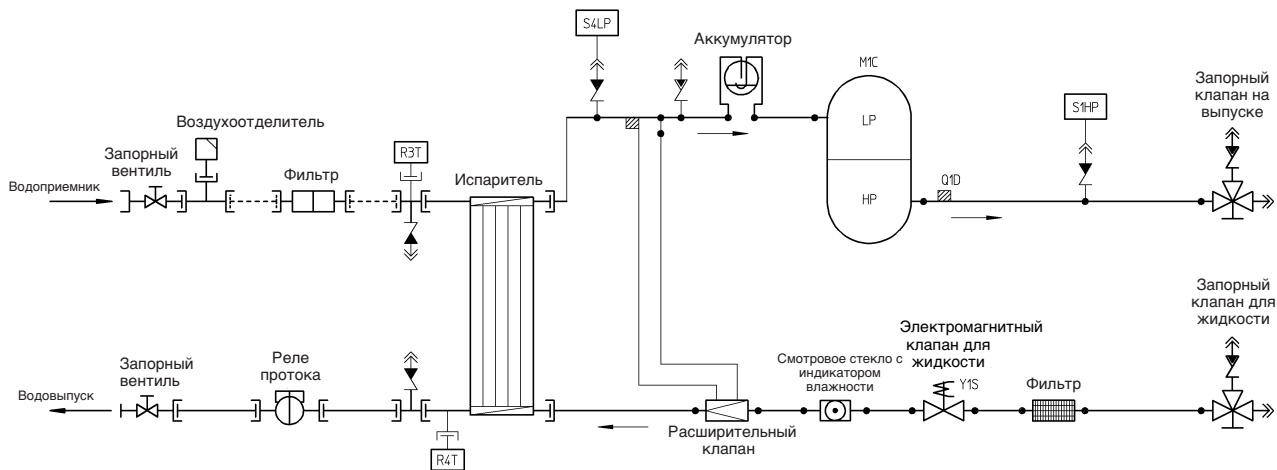 S4LP
Аккумулятор
M1C
LP
HP
Q1D
S1HP
Запорный
клапан на
выпуске
Воздухоотделитель
Запорный
вентиль
Водоприемник
Фильтр
R3T
Испаритель
Запорный
клапан для
жидкости
Электромагнитный
клапан для
жидкости
Y1S
Смотровое стекло с
индикатором
влажности
Фильтр
Расширительный
клапан
Запорный
вентиль
Реле
протока
Водовыпуск
R4T